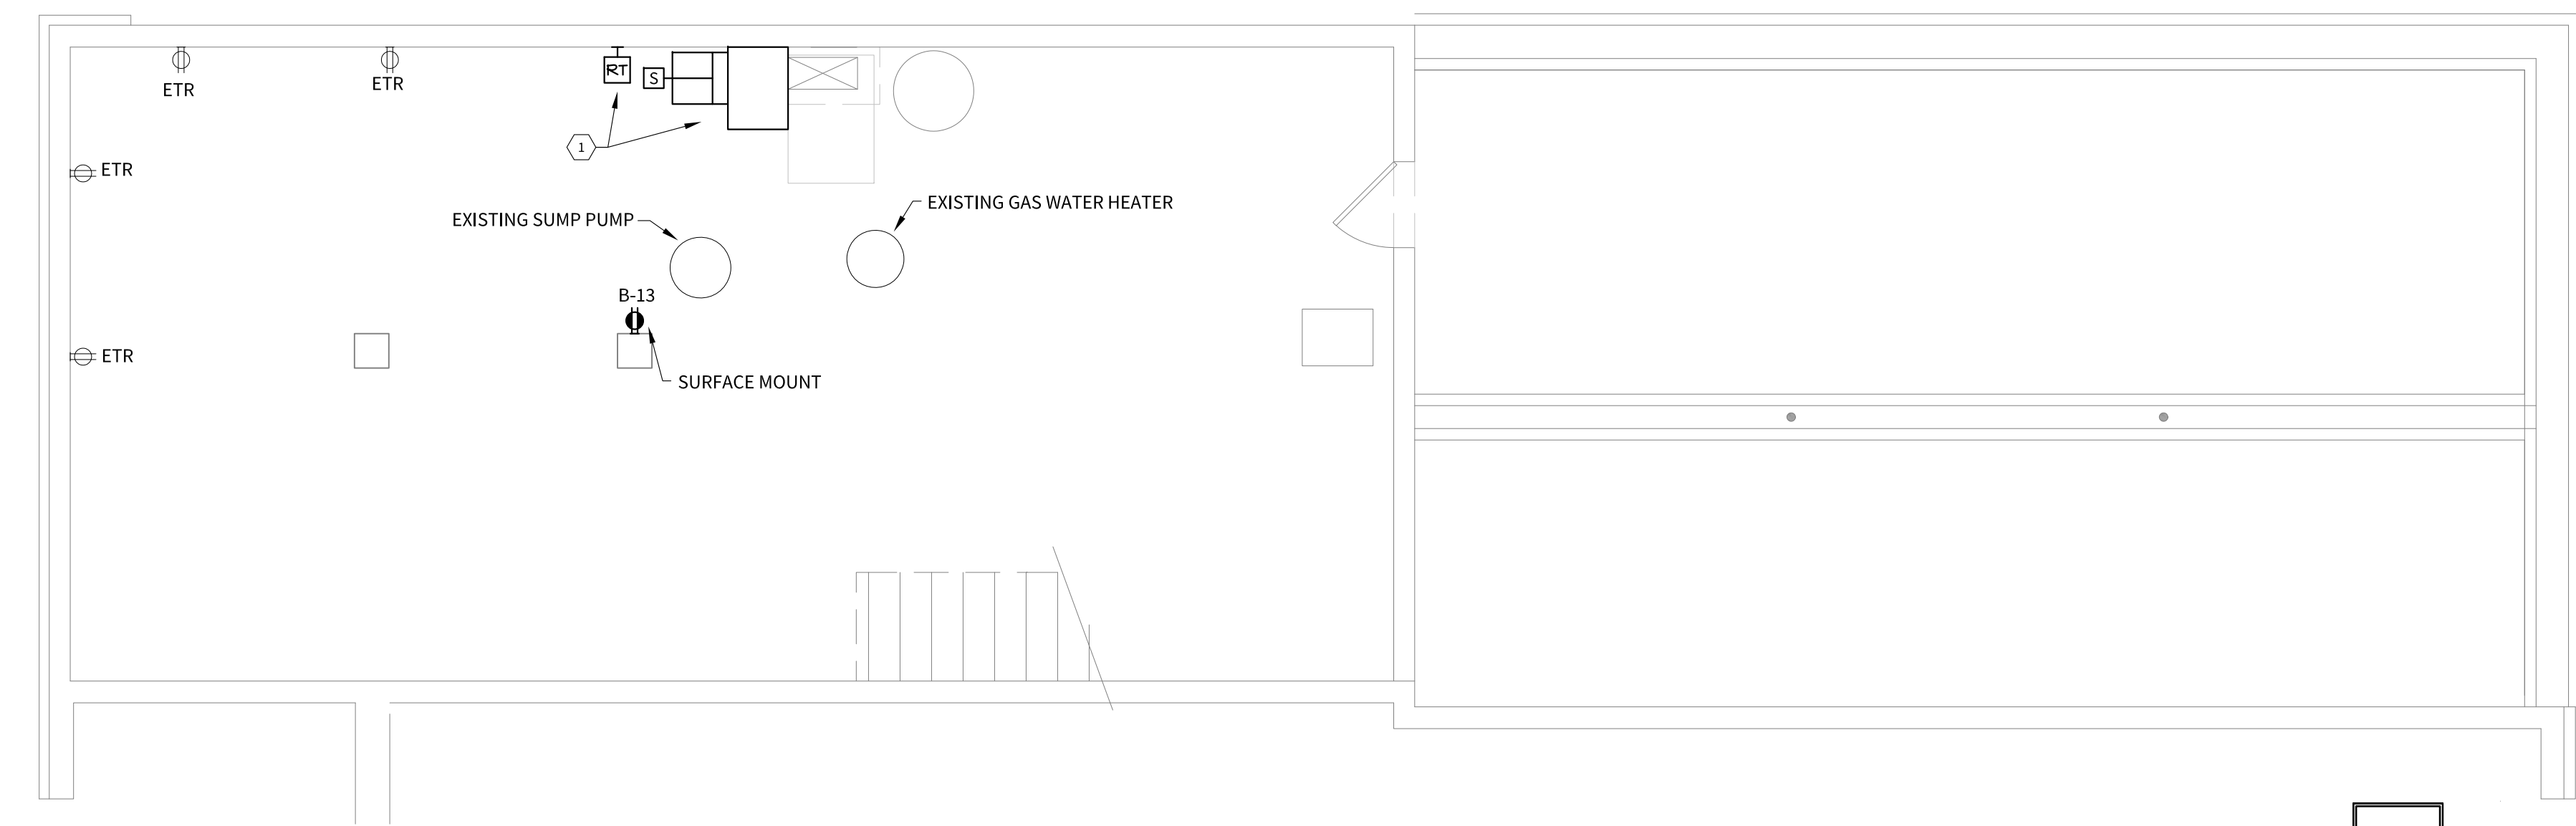 RT
S
ETR
ETR
1
ETR
EXISTING GAS WATER HEATER
EXISTING SUMP PUMP
B-13
ETR
SURFACE MOUNT